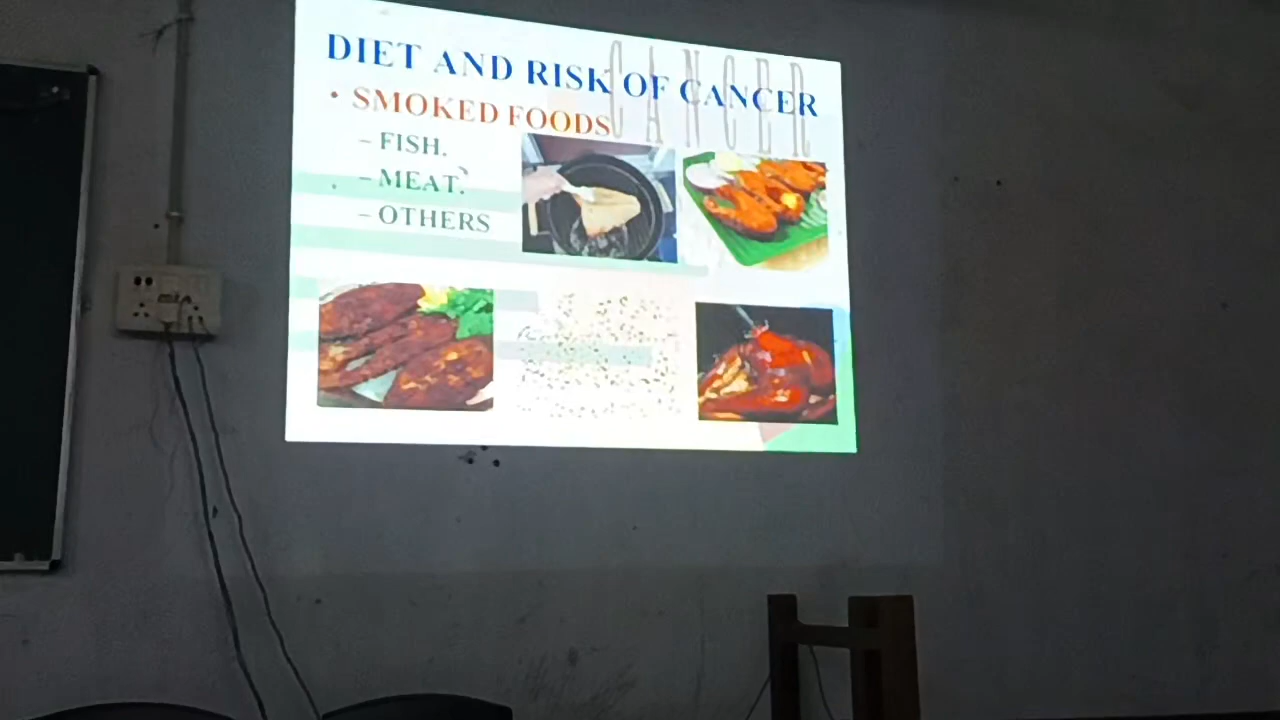 DIET AND RISK OF CANCER
CANCER
• SMOKED FOODS
– FISH.
– MEAT.
– OTHERS